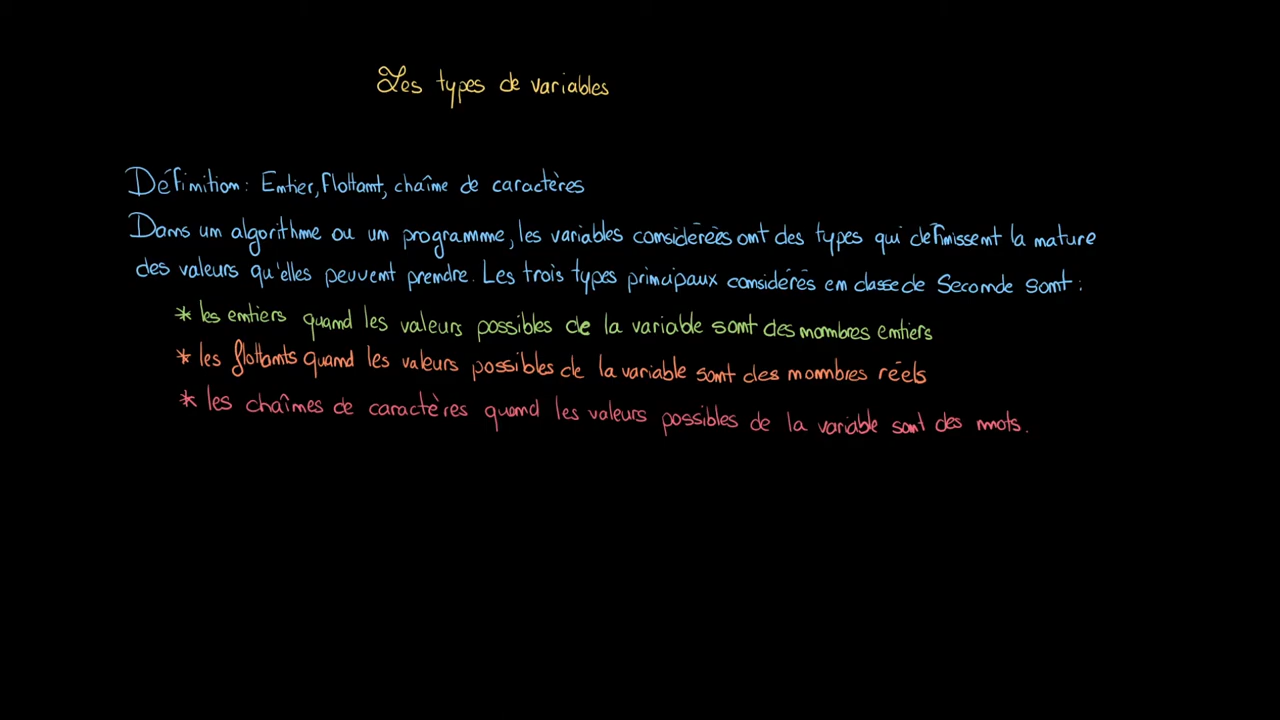 Les types de variables
Définition : Entier, flottant, chaîne de caractères
Dans un algorithme ou un programme, les variables considérées ont des types qui définissent la nature
des valeurs qu'elles peuvent prendre. Les trois types principaux considérés en classe de Seconde sont :
* les entiers quand les valeurs possibles de la variable sont des nombres entiers
* les flottants quand les valeurs possibles de la variable sont des nombres réels
* les chaînes de caractères quand les valeurs possibles de la variable sont des mots.